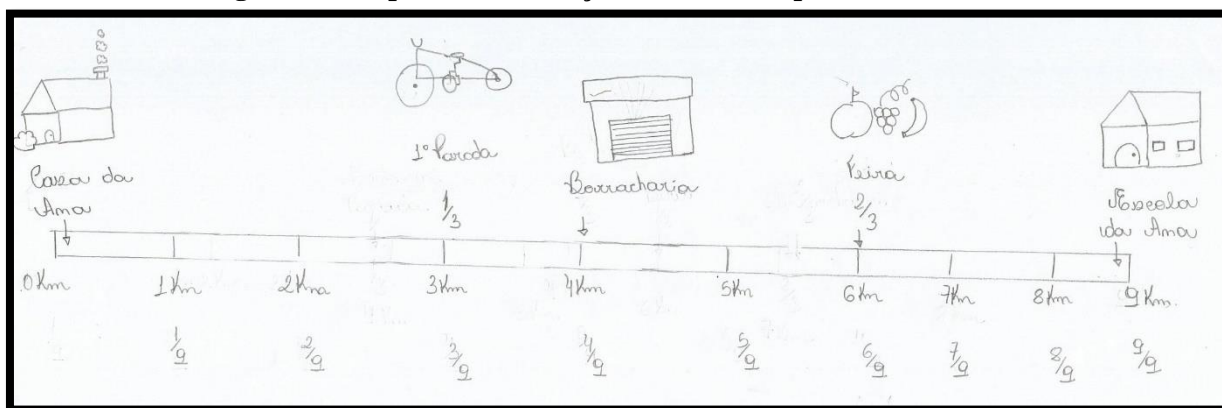 1ª Parada
Casa da
Ana
Borracharia
Feira
Escola
da Ana
1/3
2/3
0 Km
1 Km
2 Km
3 Km
4 Km
5 Km
6 Km
7 Km
8 Km
9 Km.
1/9
2/9
3/9
4/9
5/9
6/9
7/9
8/9
9/9